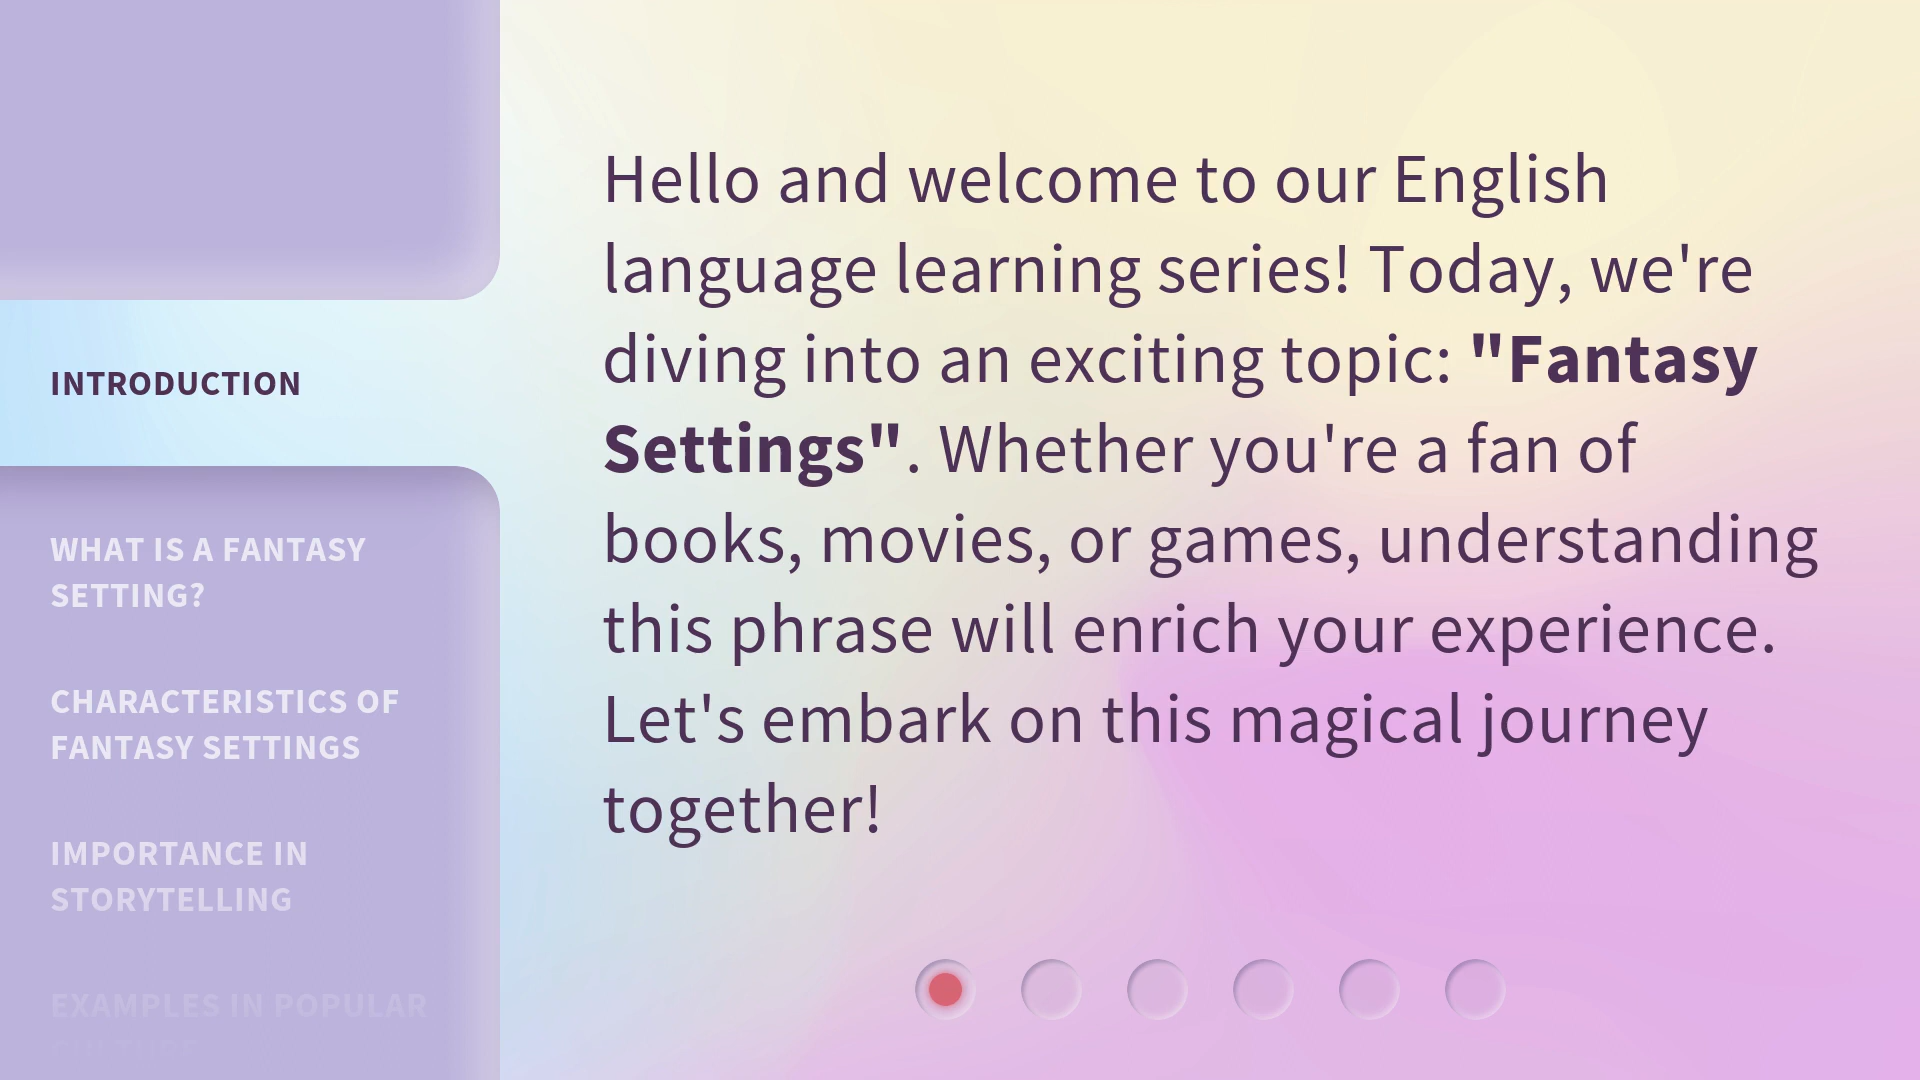 INTRODUCTION
WHAT IS A FANTASY
SETTING?
CHARACTERISTICS OF
FANTASY SETTINGS
IMPORTANCE IN
STORYTELLING
EXAMPLES IN POPULAR
CULTURE
Hello and welcome to our English
language learning series! Today, we're
diving into an exciting topic: "Fantasy
Settings". Whether you're a fan of
books, movies, or games, understanding
this phrase will enrich your experience.
Let's embark on this magical journey
together!